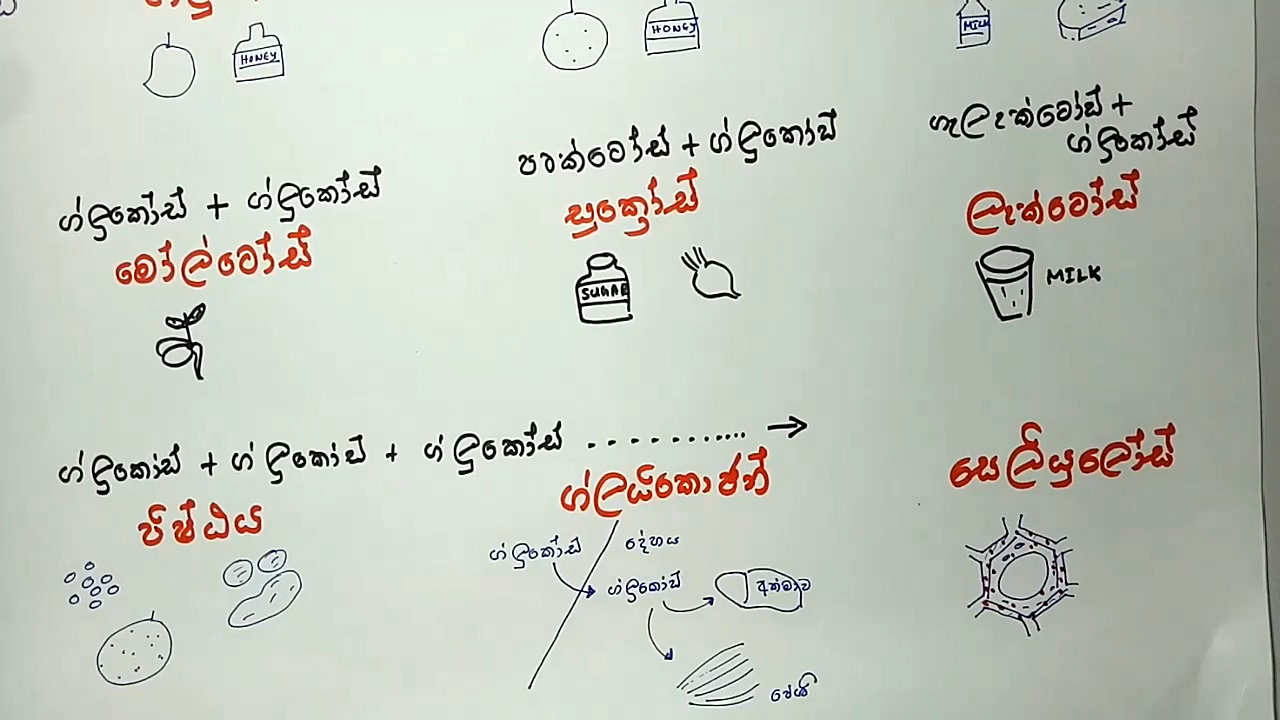 HONEY
HONEY
MILK
ග්ලුකෝස් + ග්ලුකෝස්
මෝල්ටෝස්
පෘක්ටෝස් + ග්ලුකෝස්
සුක්‍රෝස්
SUGAR
ගැලැක්ටෝස් +
ග්ලුකෝස්
ලැක්ටෝස්
MILK
ග්ලුකෝස් + ග්ලුකෝස් + ග්ලුකෝස් ...........→
පිෂ්ඨය
ග්ලයිකොජන්
සෙලියුලෝස්
ග්ලුකෝස්
දේහය
ග්ලුකෝස්
අක්මාව
පේශි